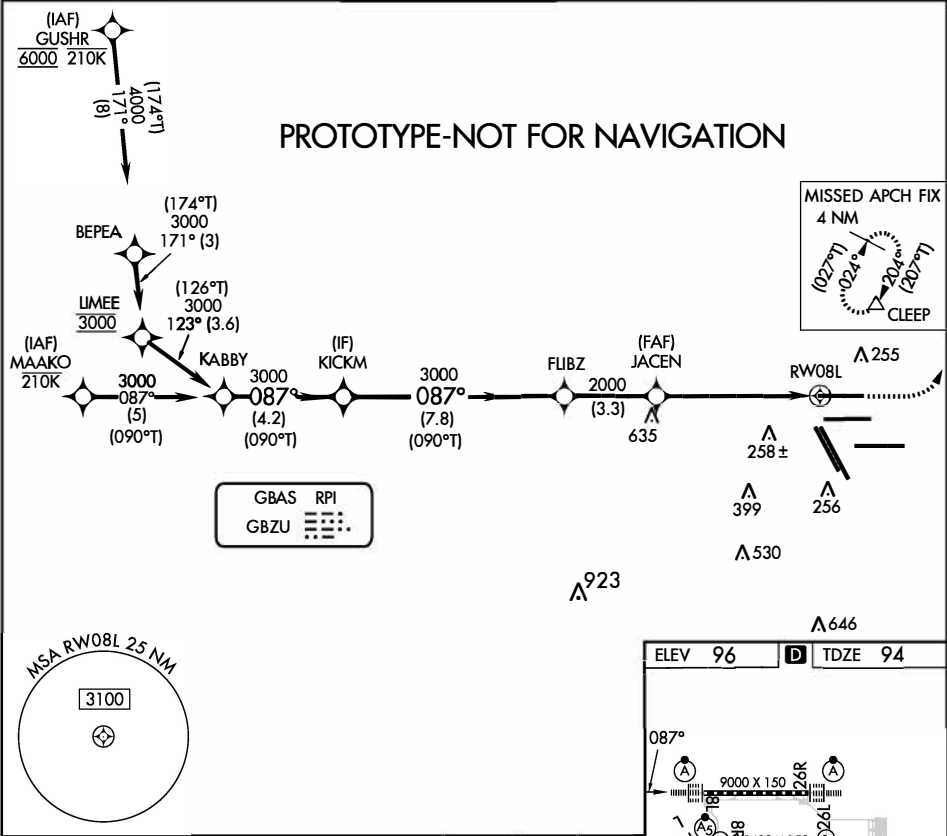 (IAF)
GUSHR
6000 210K
(174°T)
4000
171°
(8)
PROTOTYPE-NOT FOR NAVIGATION
MISSED APCH FIX
4 NM
(027°T)
024°
204°
(207°T)
CLEEP
BEPEA
(174°T)
3000
171° (3)
LIMEE
3000
(126°T)
3000
123° (3.6)
(IAF)
MAAKO
210K
3000
087°
(5)
(090°T)
KABBY
3000
087°
(4.2)
(090°T)
(IF)
KICKM
3000
087°
(7.8)
(090°T)
FLIBZ
2000
(3.3)
(FAF)
JACEN
635
RW08L
255
258 ±
399
256
530
923
646
GBAS RPI
GBZU
MSA RW08L 25 NM
3100
ELEV 96 D TDZE 94
087°
A
9000 X 150
26R
A
18L
A5
26L